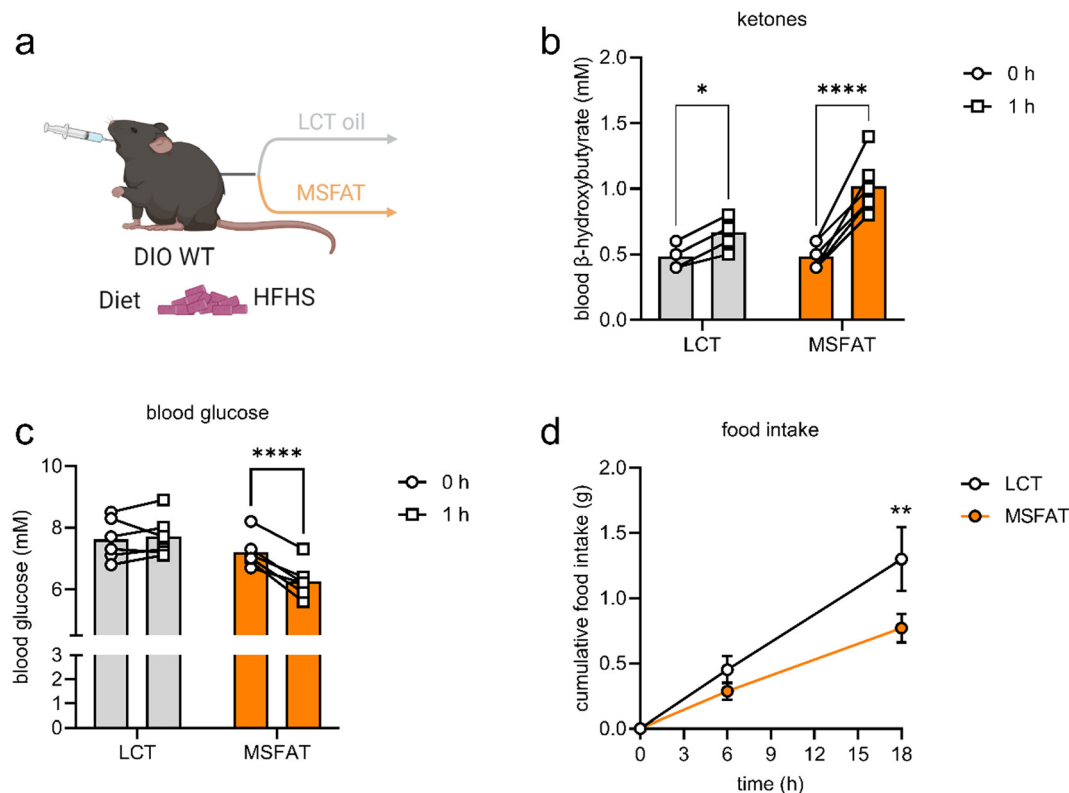 a
LCT oil
MSFAT
DIO WT
Diet
HFHS
b
ketones
blood β-hydroxybutyrate (mM)
2.0
1.5
1.0
0.5
0.0
*
****
LCT
MSFAT
0 h
1 h
c
blood glucose
blood glucose (mM)
10
8
6
3
2
1
0
****
LCT
MSFAT
0 h
1 h
d
food intake
cumulative food intake (g)
2.0
1.5
1.0
0.5
0.0
**
0 3 6 9 12 15 18
time (h)
LCT
MSFAT